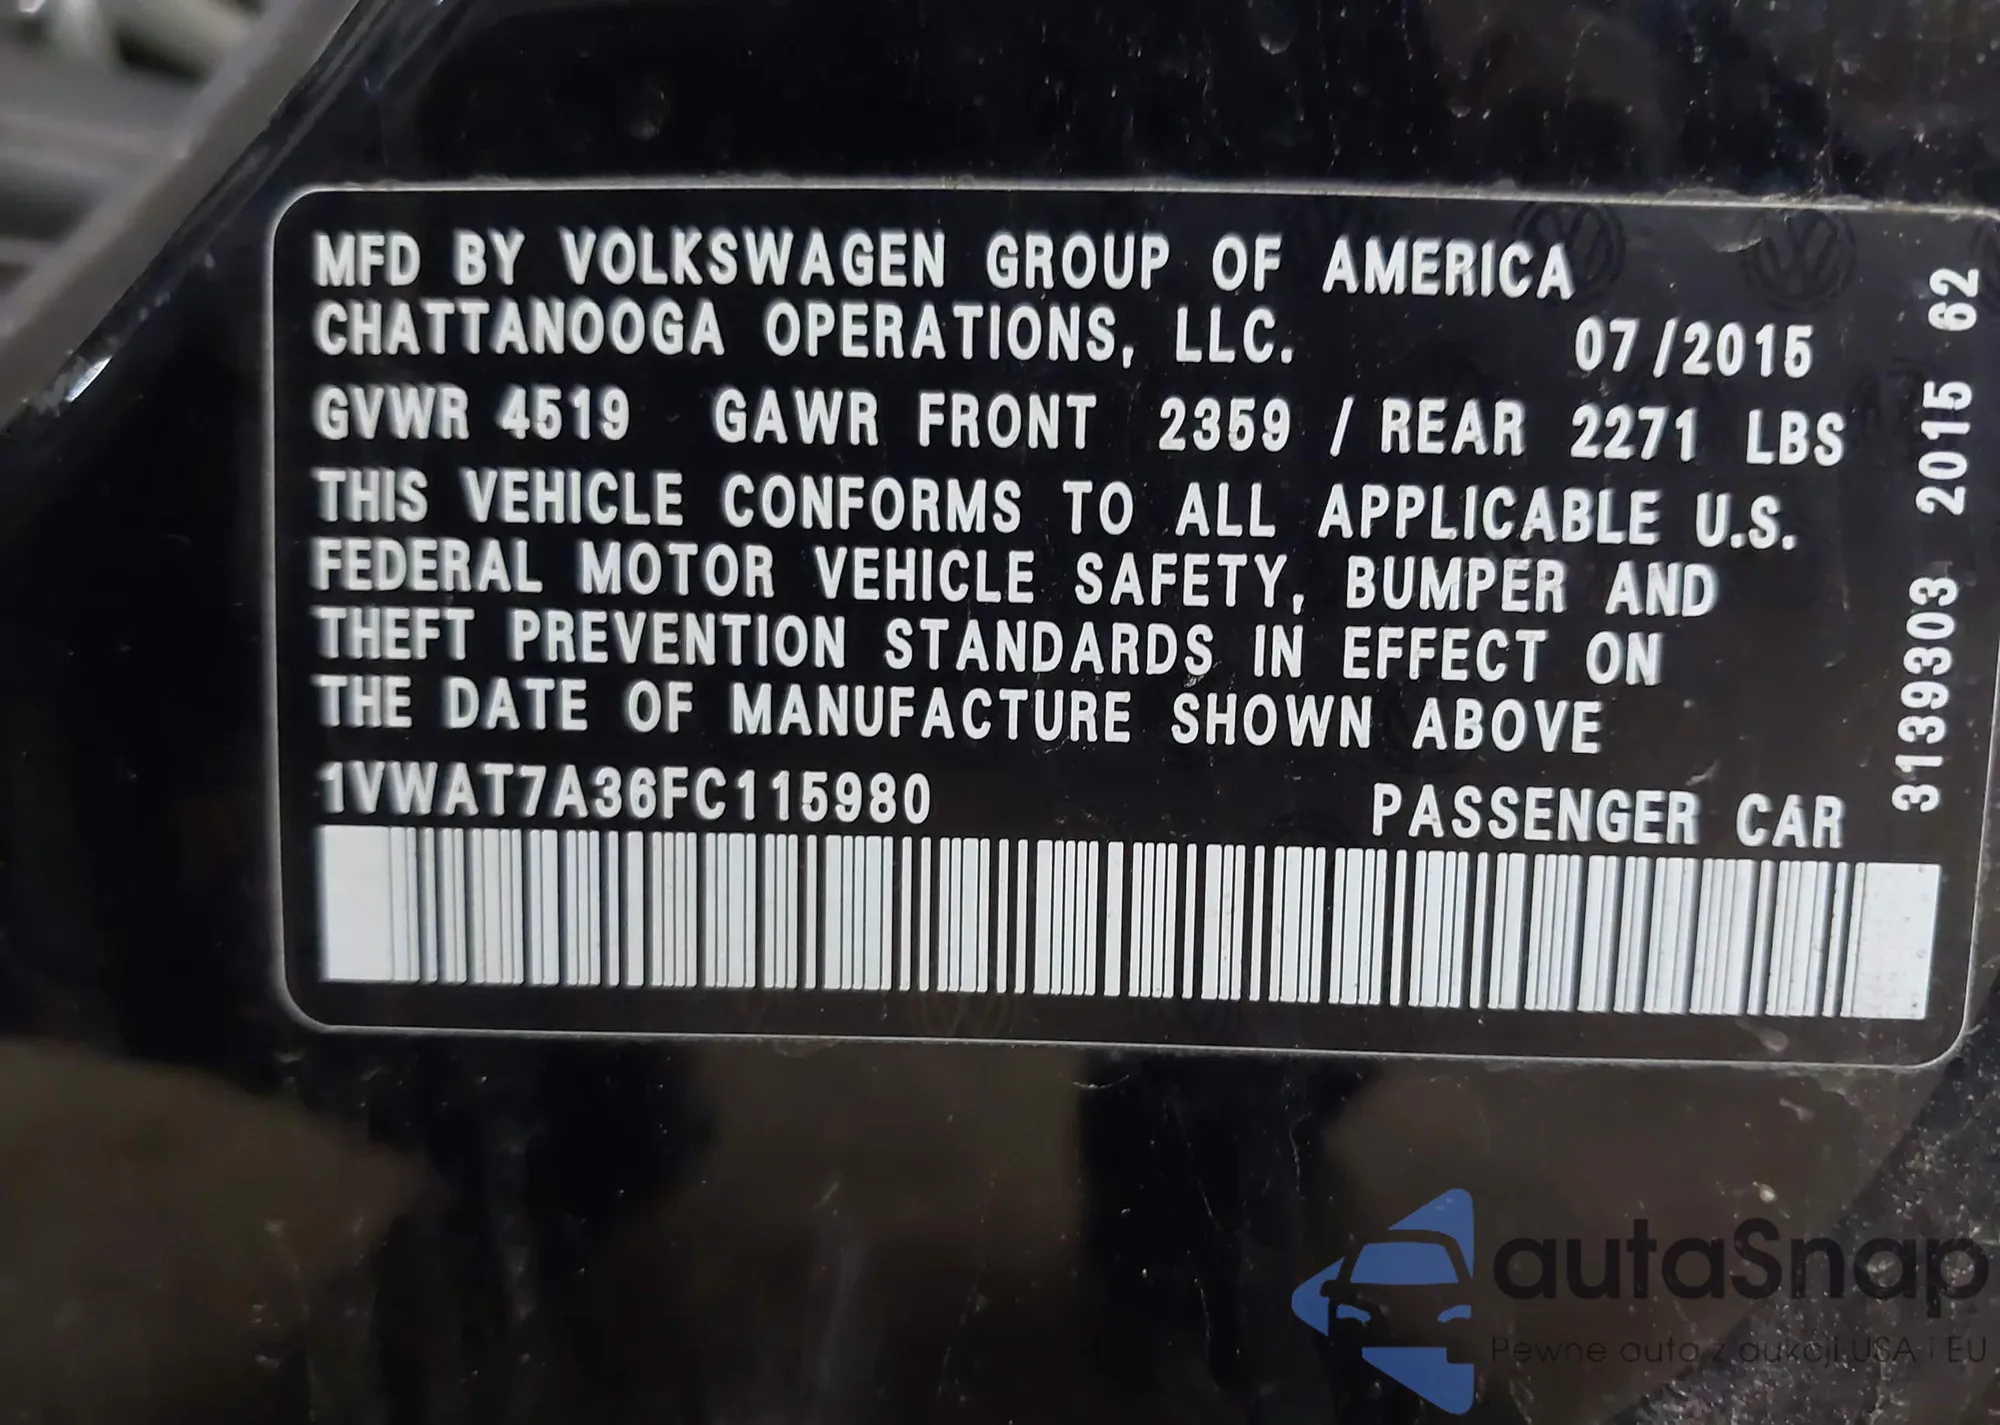 MFD BY VOLKSWAGEN GROUP OF AMERICA
CHATTANOOGA OPERATIONS, LLC. 07/2015
GVWR 4519 GAWR FRONT 2359 / REAR 2271 LBS
THIS VEHICLE CONFORMS TO ALL APPLICABLE U.S.
FEDERAL MOTOR VEHICLE SAFETY, BUMPER AND
THEFT PREVENTION STANDARDS IN EFFECT ON
THE DATE OF MANUFACTURE SHOWN ABOVE
1VWAT7A36FC115980 PASSENGER CAR
3139303 2015 62
autaSnap
Pewne auta z aukcji USA i EU